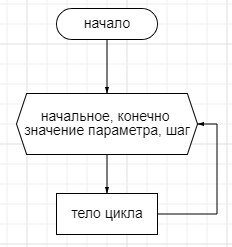 начало
начальное, конечно
значение параметра, шаг
тело цикла